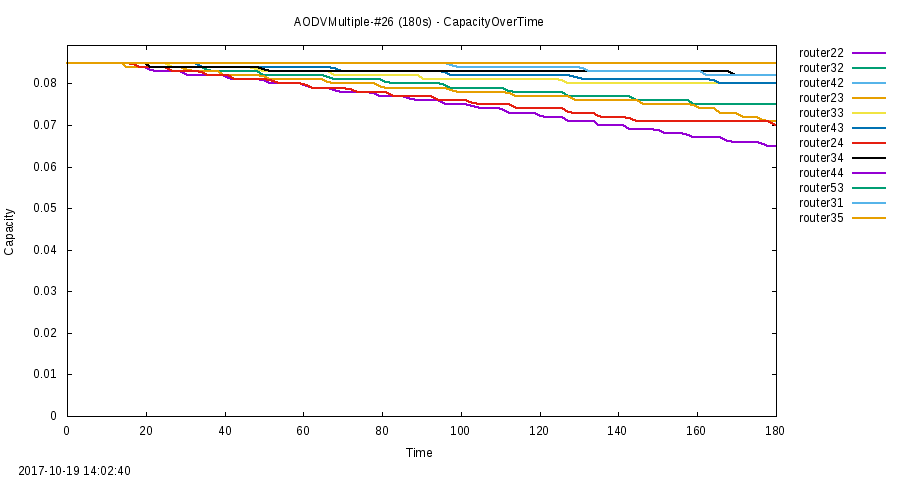 AODVMultiple-#26 (180s) - CapacityOverTime
router22
router32
router42
router23
router33
router43
router24
router34
router44
router53
router31
router35
0.08
0.07
0.06
0.05
0.04
0.03
0.02
0.01
0
Capacity
0 20 40 60 80 100 120 140 160 180
Time
2017-10-19 14:02:40